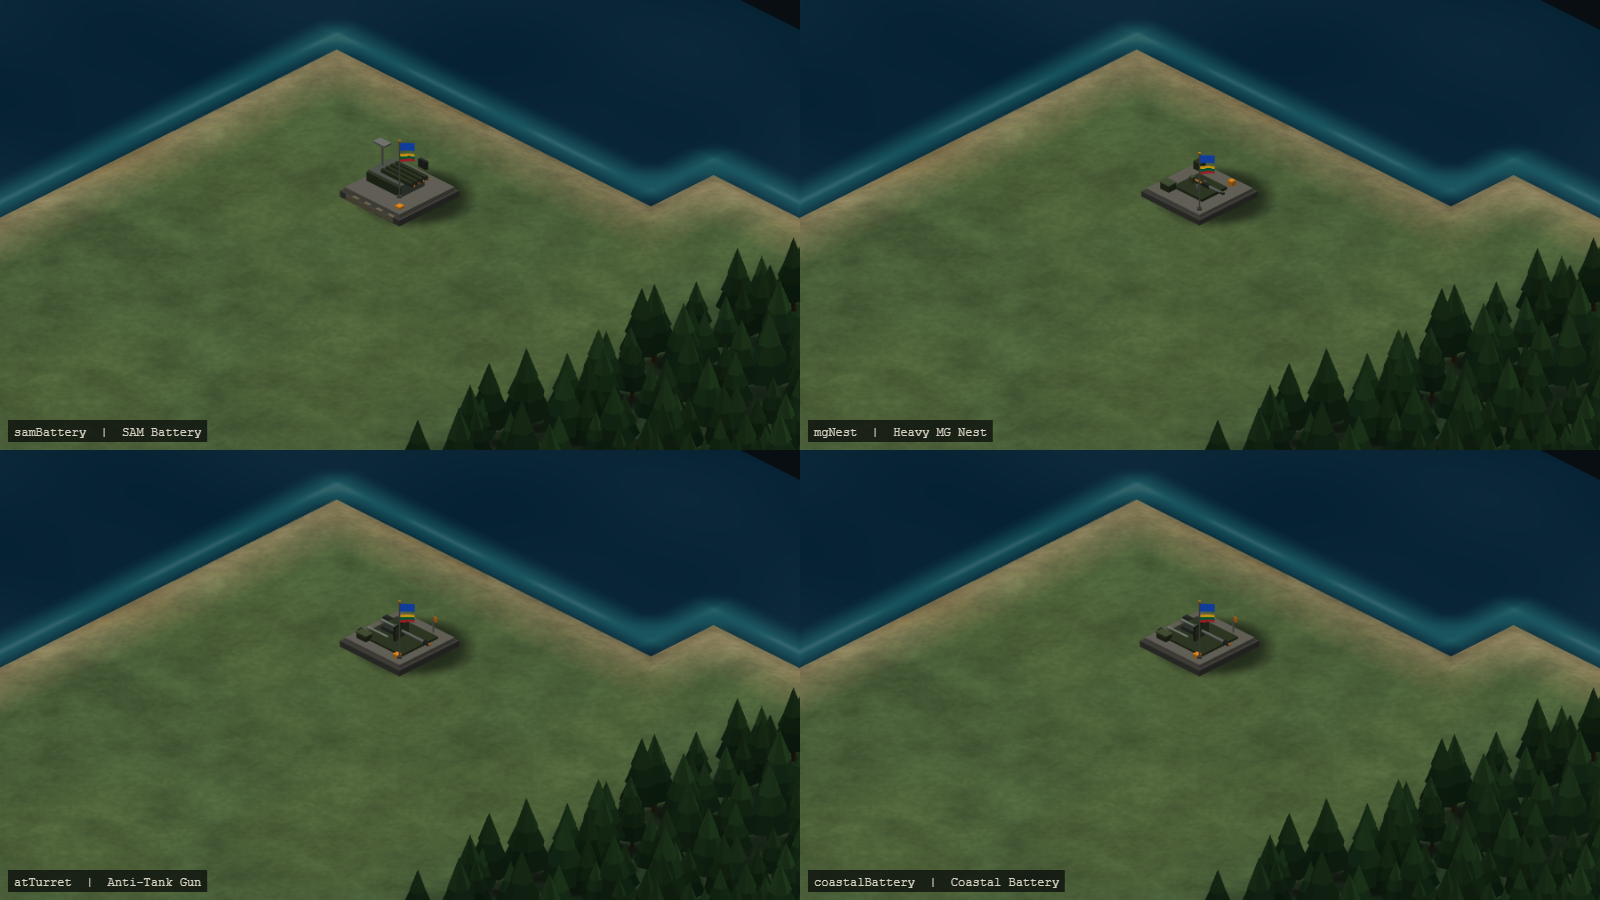 samBattery | SAM Battery
mgNest | Heavy MG Nest
atTurret | Anti-Tank Gun
coastalBattery | Coastal Battery